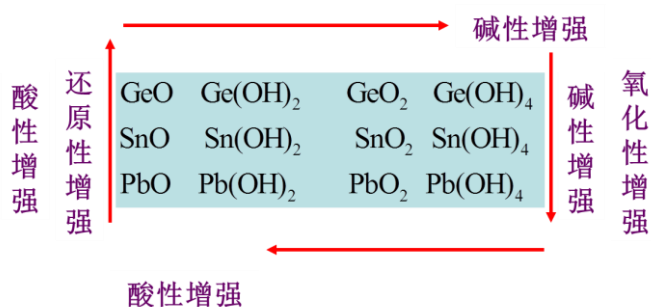 碱性增强
酸性增强
还原性增强
GeO Ge(OH)₂ GeO₂ Ge(OH)₄
SnO Sn(OH)₂ SnO₂ Sn(OH)₄
PbO Pb(OH)₂ PbO₂ Pb(OH)₄
碱性增强
氧化性增强
酸性增强